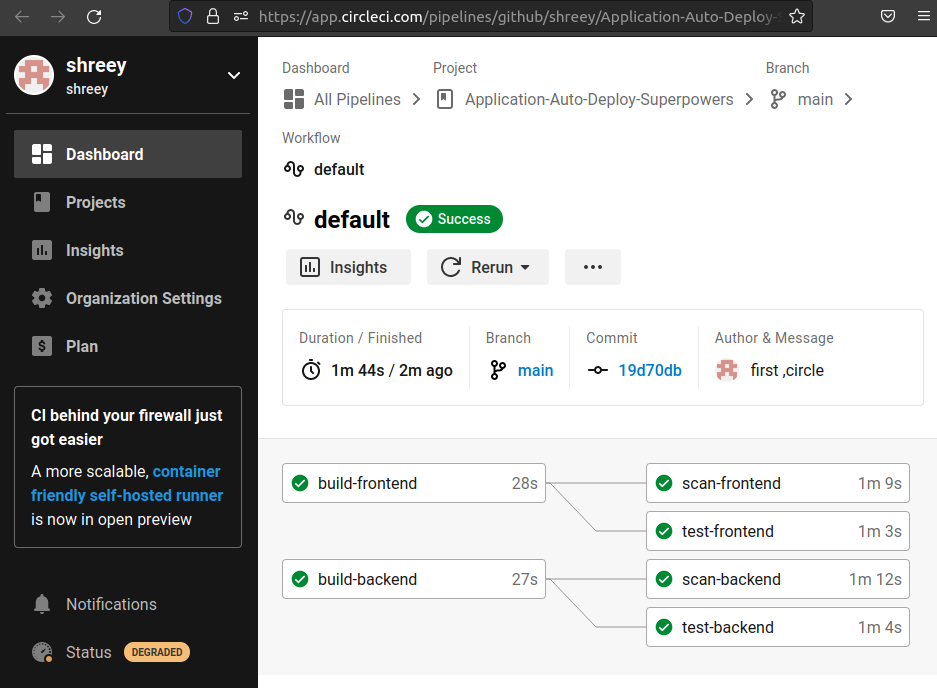 https://app.circleci.com/pipelines/github/shreey/Application-Auto-Deploy-S
shreey
shreey
Dashboard
Projects
Insights
Organization Settings
Plan
CI behind your firewall just
got easier
A more scalable, container
friendly self-hosted runner
is now in open preview
Notifications
Status DEGRADED
Dashboard Project Branch
All Pipelines Application-Auto-Deploy-Superpowers main
Workflow
default
default Success
Insights Rerun ...
Duration / Finished Branch Commit Author & Message
1m 44s / 2m ago main 19d70db first ,circle
build-frontend 28s scan-frontend 1m 9s
test-frontend 1m 3s
build-backend 27s scan-backend 1m 12s
test-backend 1m 4s